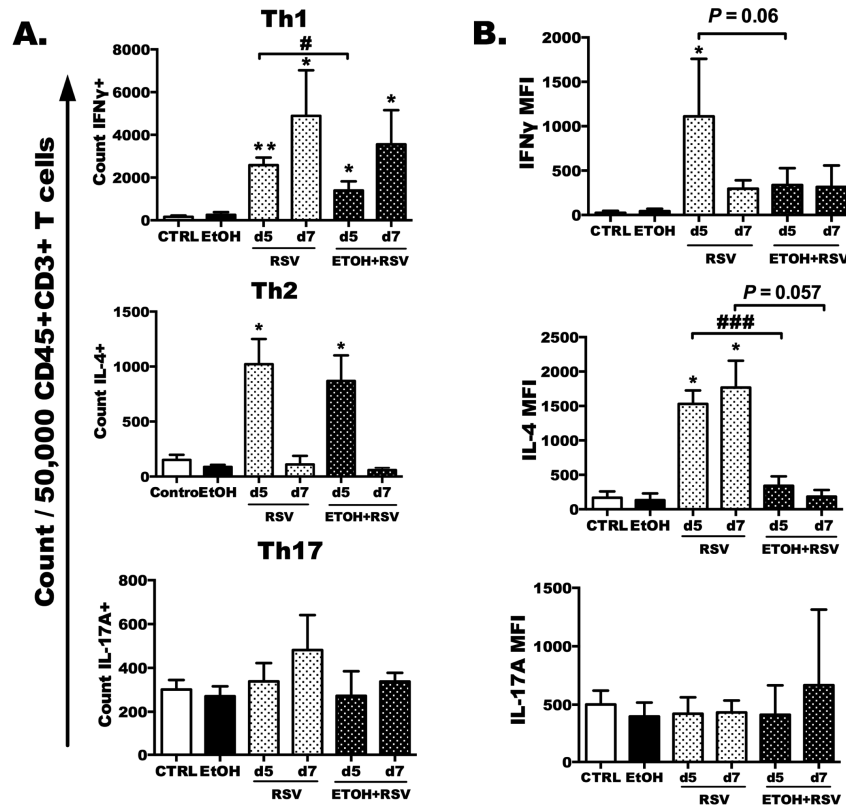 A.
Count / 50,000 CD45+CD3+ T cells
Th1
#
Count IFNγ+
8000
6000
4000
2000
0
** * * *
CTRL EtOH d5 d7 d5 d7
RSV ETOH+RSV
Th2
Count IL-4+
1500
1000
500
0
* *
Contro EtOH d5 d7 d5 d7
RSV ETOH+RSV
Th17
Count IL-17A+
800
600
400
200
0
CTRL EtOH d5 d7 d5 d7
RSV ETOH+RSV
B.
P = 0.06
IFNγ MFI
2000
1500
1000
500
0
*
CTRL ETOH d5 d7 d5 d7
RSV ETOH+RSV
P = 0.057
###
IL-4 MFI
2500
2000
1500
1000
500
0
* *
CTRL EtOH d5 d7 d5 d7
RSV ETOH+RSV
IL-17A MFI
1500
1000
500
0
CTRL EtOH d5 d7 d5 d7
RSV ETOH+RSV